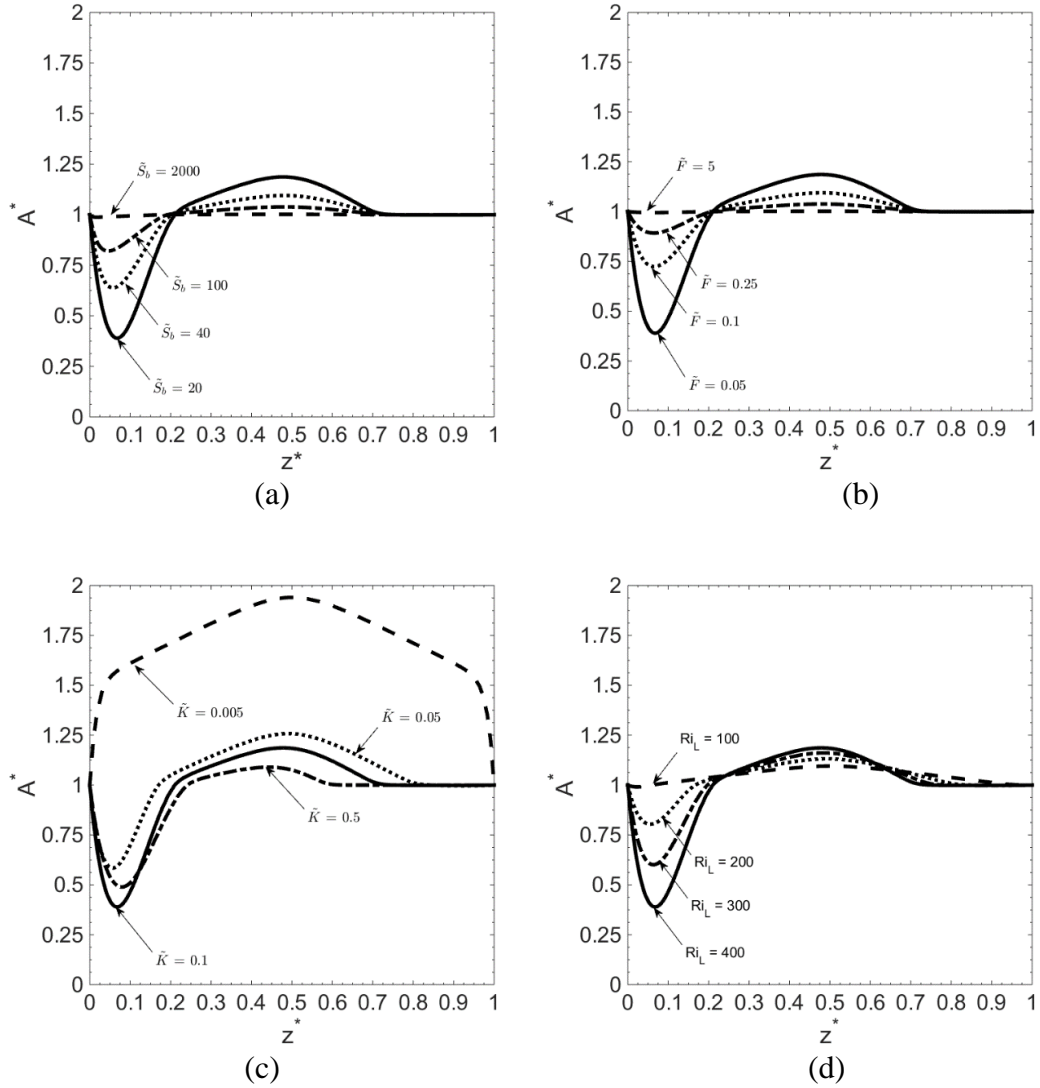 2
1.75
1.5
1.25
1
0.75
0.5
0.25
0
A*
S̃_b = 2000
S̃_b = 100
S̃_b = 40
S̃_b = 20
0 0.1 0.2 0.3 0.4 0.5 0.6 0.7 0.8 0.9 1
z*
(a)
2
1.75
1.5
1.25
1
0.75
0.5
0.25
0
A*
F̃ = 5
F̃ = 0.25
F̃ = 0.1
F̃ = 0.05
0 0.1 0.2 0.3 0.4 0.5 0.6 0.7 0.8 0.9 1
z*
(b)
2
1.75
1.5
1.25
1
0.75
0.5
0.25
0
A*
K̃ = 0.005
K̃ = 0.05
K̃ = 0.5
K̃ = 0.1
0 0.1 0.2 0.3 0.4 0.5 0.6 0.7 0.8 0.9 1
z*
(c)
2
1.75
1.5
1.25
1
0.75
0.5
0.25
0
A*
Ri_L = 100
Ri_L = 200
Ri_L = 300
Ri_L = 400
0 0.1 0.2 0.3 0.4 0.5 0.6 0.7 0.8 0.9 1
z*
(d)